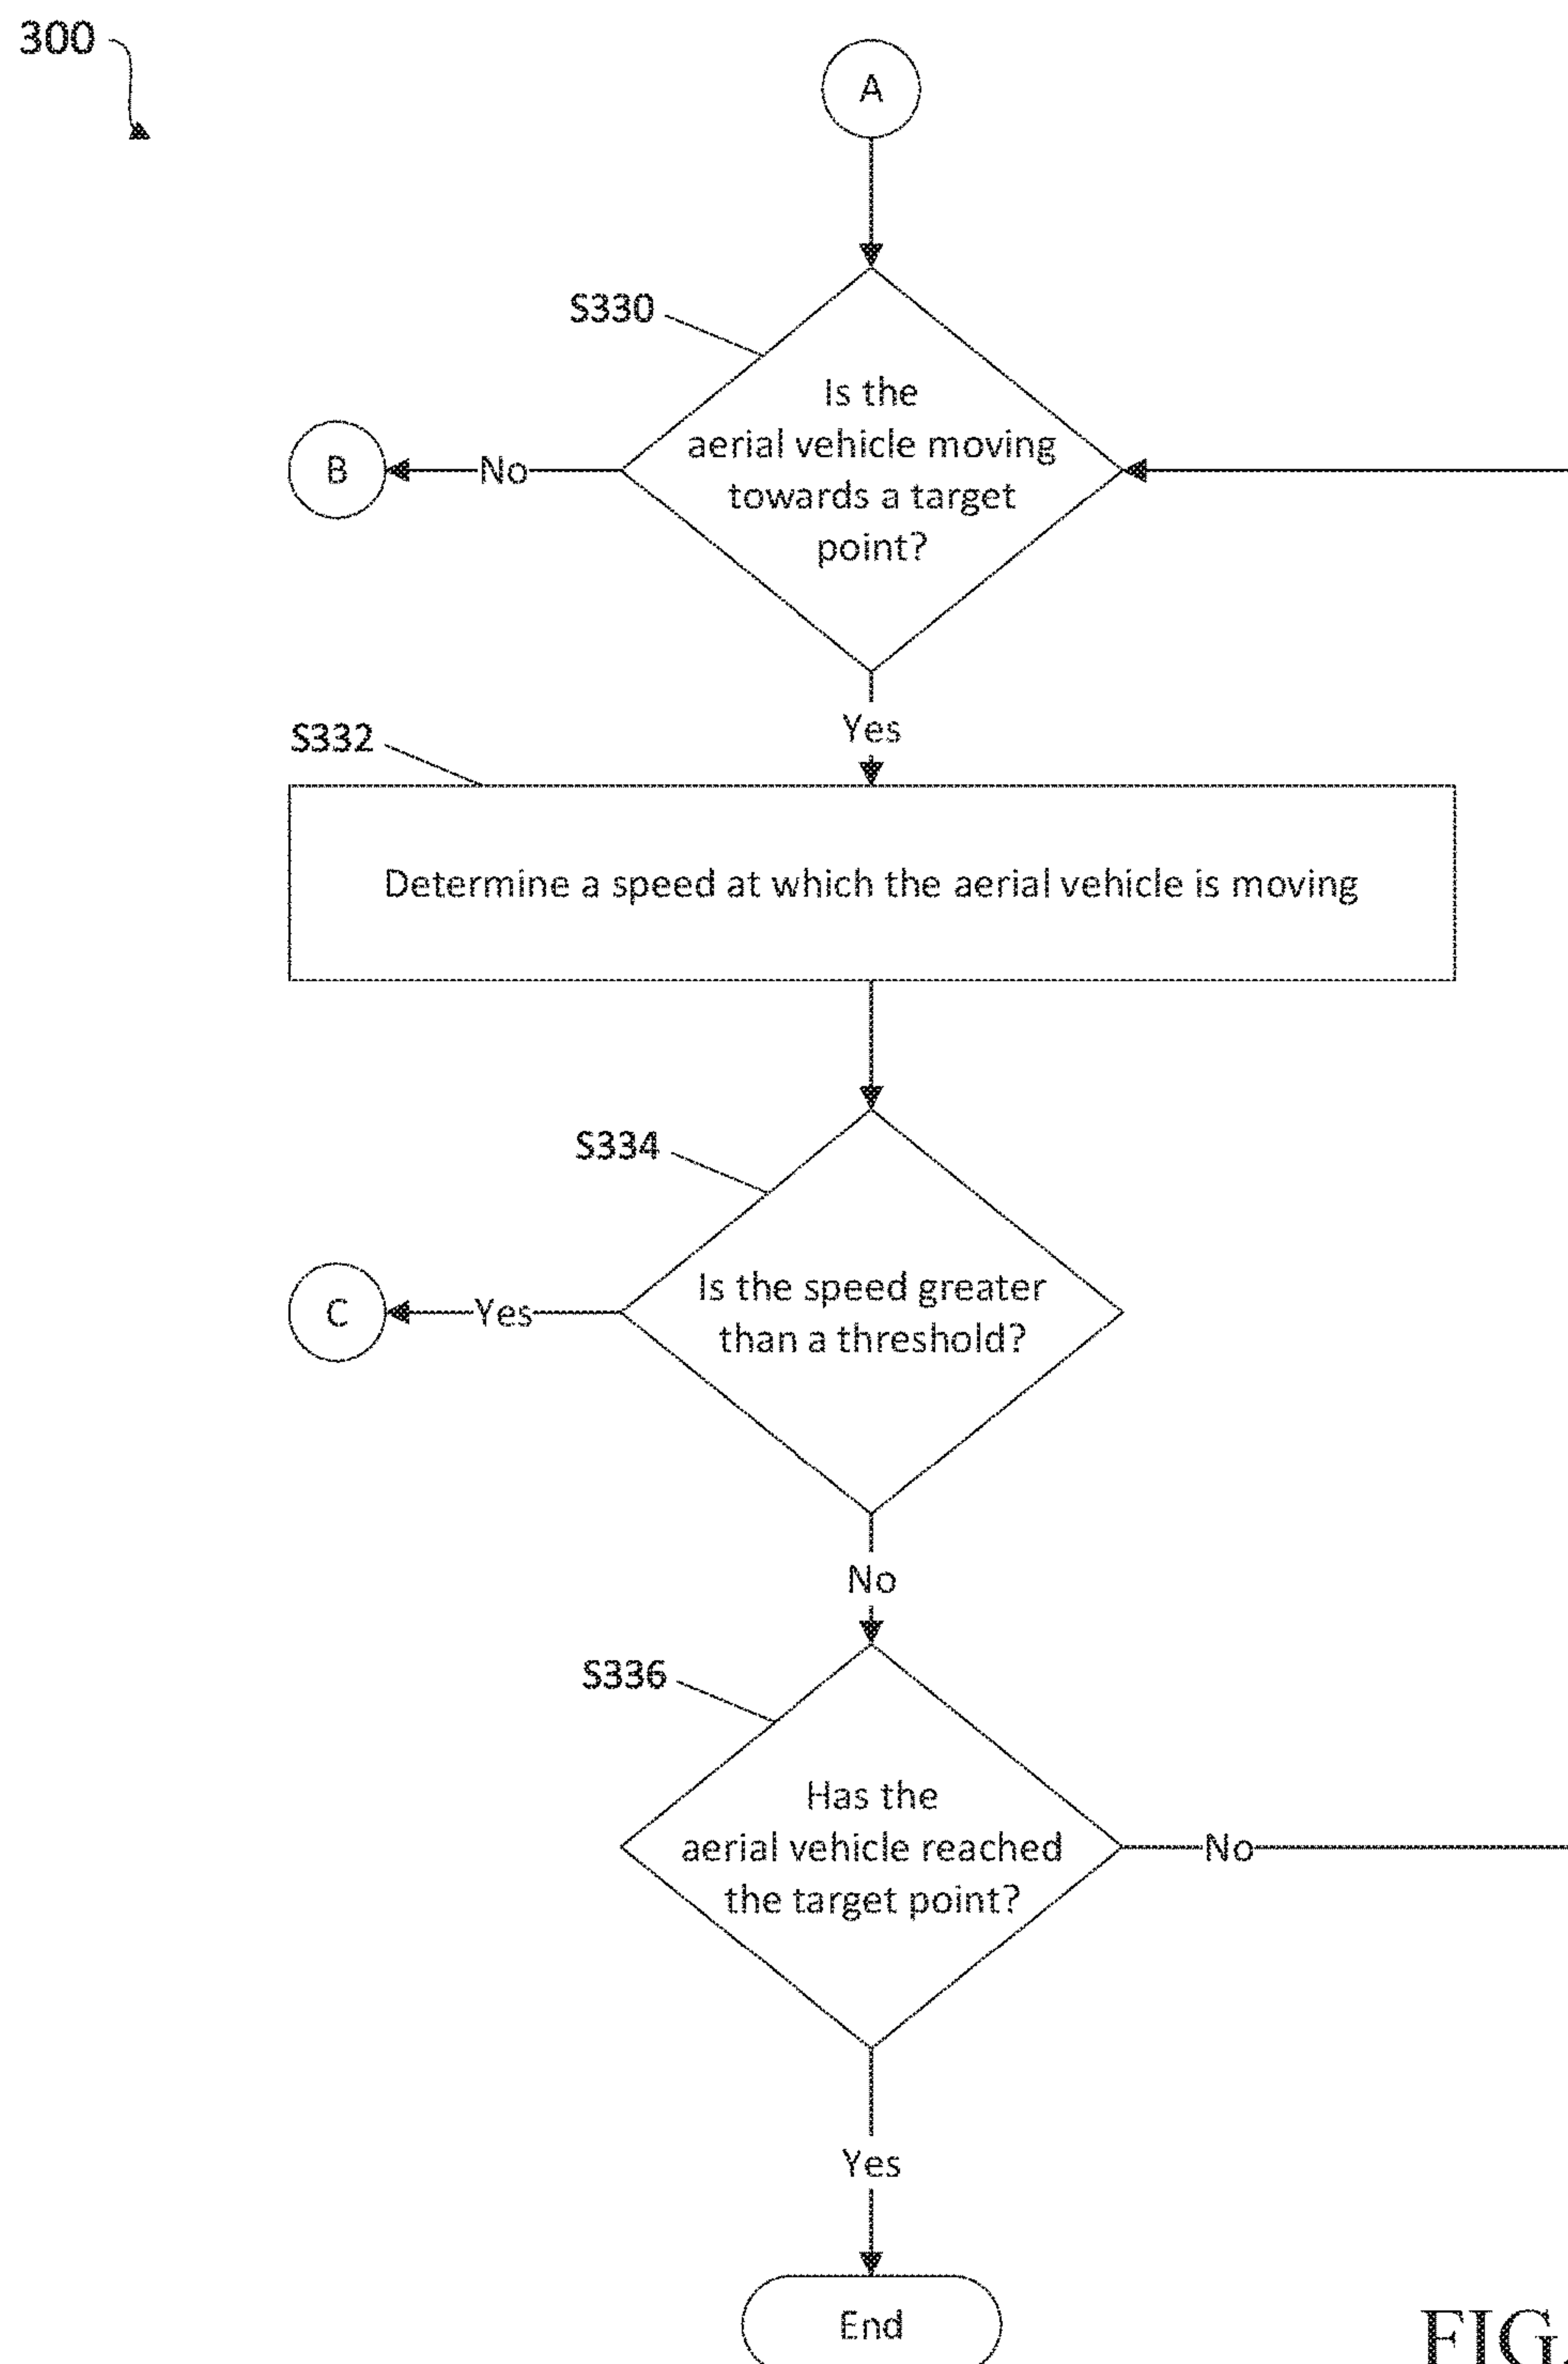 300
A
S330
Is the
aerial vehicle moving
towards a target
point?
No
B
Yes
S332
Determine a speed at which the aerial vehicle is moving
S334
Is the speed greater
than a threshold?
Yes
C
No
S336
Has the
aerial vehicle reached
the target point?
No
Yes
End
FIG.